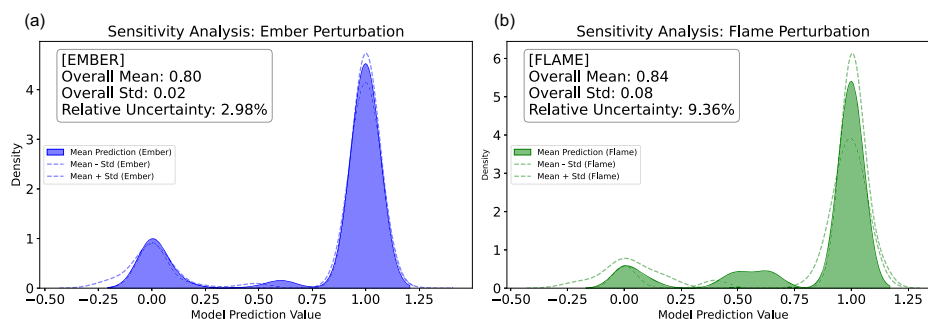 (a)
Sensitivity Analysis: Ember Perturbation
[EMBER]
Overall Mean: 0.80
Overall Std: 0.02
Relative Uncertainty: 2.98%
Mean Prediction (Ember)
Mean - Std (Ember)
Mean + Std (Ember)
Density
4
3
2
1
0
−0.50 −0.25 0.00 0.25 0.50 0.75 1.00 1.25
Model Prediction Value
(b)
Sensitivity Analysis: Flame Perturbation
[FLAME]
Overall Mean: 0.84
Overall Std: 0.08
Relative Uncertainty: 9.36%
Mean Prediction (Flame)
Mean - Std (Flame)
Mean + Std (Flame)
Density
6
5
4
3
2
1
0
−0.50 −0.25 0.00 0.25 0.50 0.75 1.00 1.25
Model Prediction Value